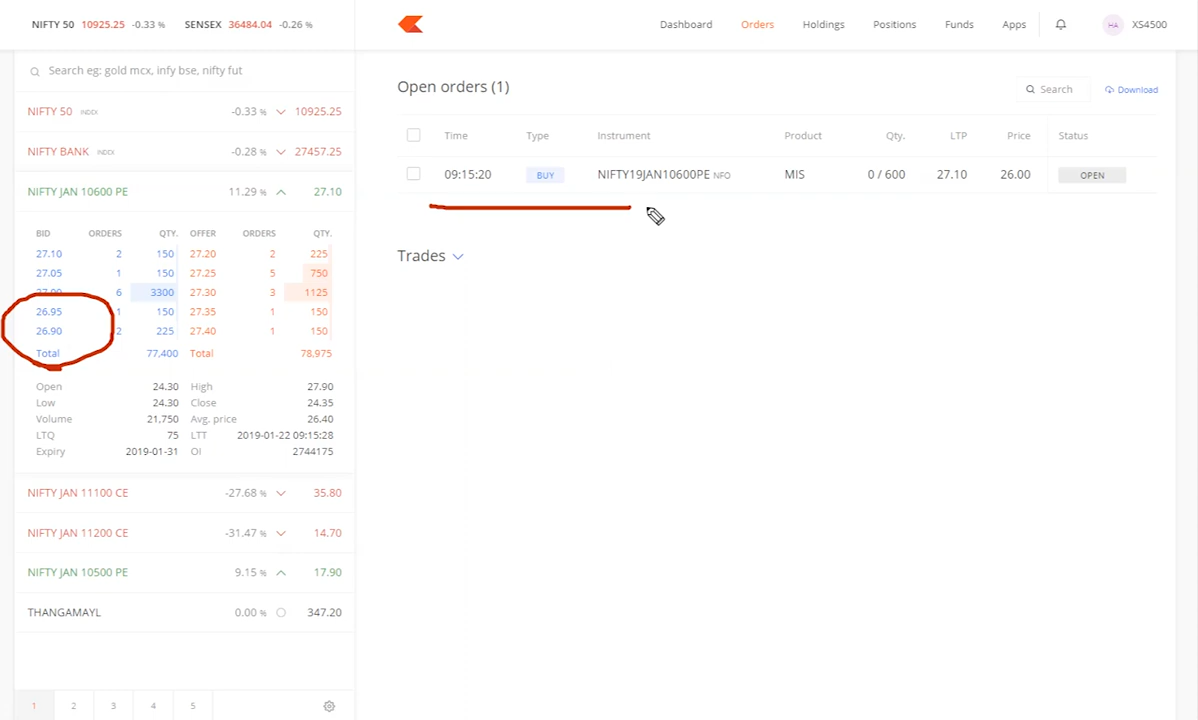 NIFTY 50 10925.25 -0.33 % SENSEX 36484.04 -0.26 %
Dashboard Orders Holdings Positions Funds Apps HA XS4500
Search eg: gold mcx, infy bse, nifty fut
NIFTY 50 INDEX -0.33 % 10925.25
NIFTY BANK INDEX -0.28 % 27457.25
NIFTY JAN 10600 PE 11.29 % 27.10
BID ORDERS QTY. OFFER ORDERS QTY.
27.10 2 150 27.20 2 225
27.05 1 150 27.25 5 750
27.00 6 3300 27.30 3 1125
26.95 1 150 27.35 1 150
26.90 2 225 27.40 1 150
Total 77,400 Total 78,975
Open 24.30 High 27.90
Low 24.30 Close 24.35
Volume 21,750 Avg. price 26.40
LTQ 75 LTT 2019-01-22 09:15:28
Expiry 2019-01-31 OI 2744175
NIFTY JAN 11100 CE -27.68 % 35.80
NIFTY JAN 11200 CE -31.47 % 14.70
NIFTY JAN 10500 PE 9.15 % 17.90
THANGAMAYL 0.00 % 347.20
1 2 3 4 5
Open orders (1)
Search Download
Time Type Instrument Product Qty. LTP Price Status
09:15:20 BUY NIFTY19JAN10600PE NFO MIS 0 / 600 27.10 26.00 OPEN
Trades